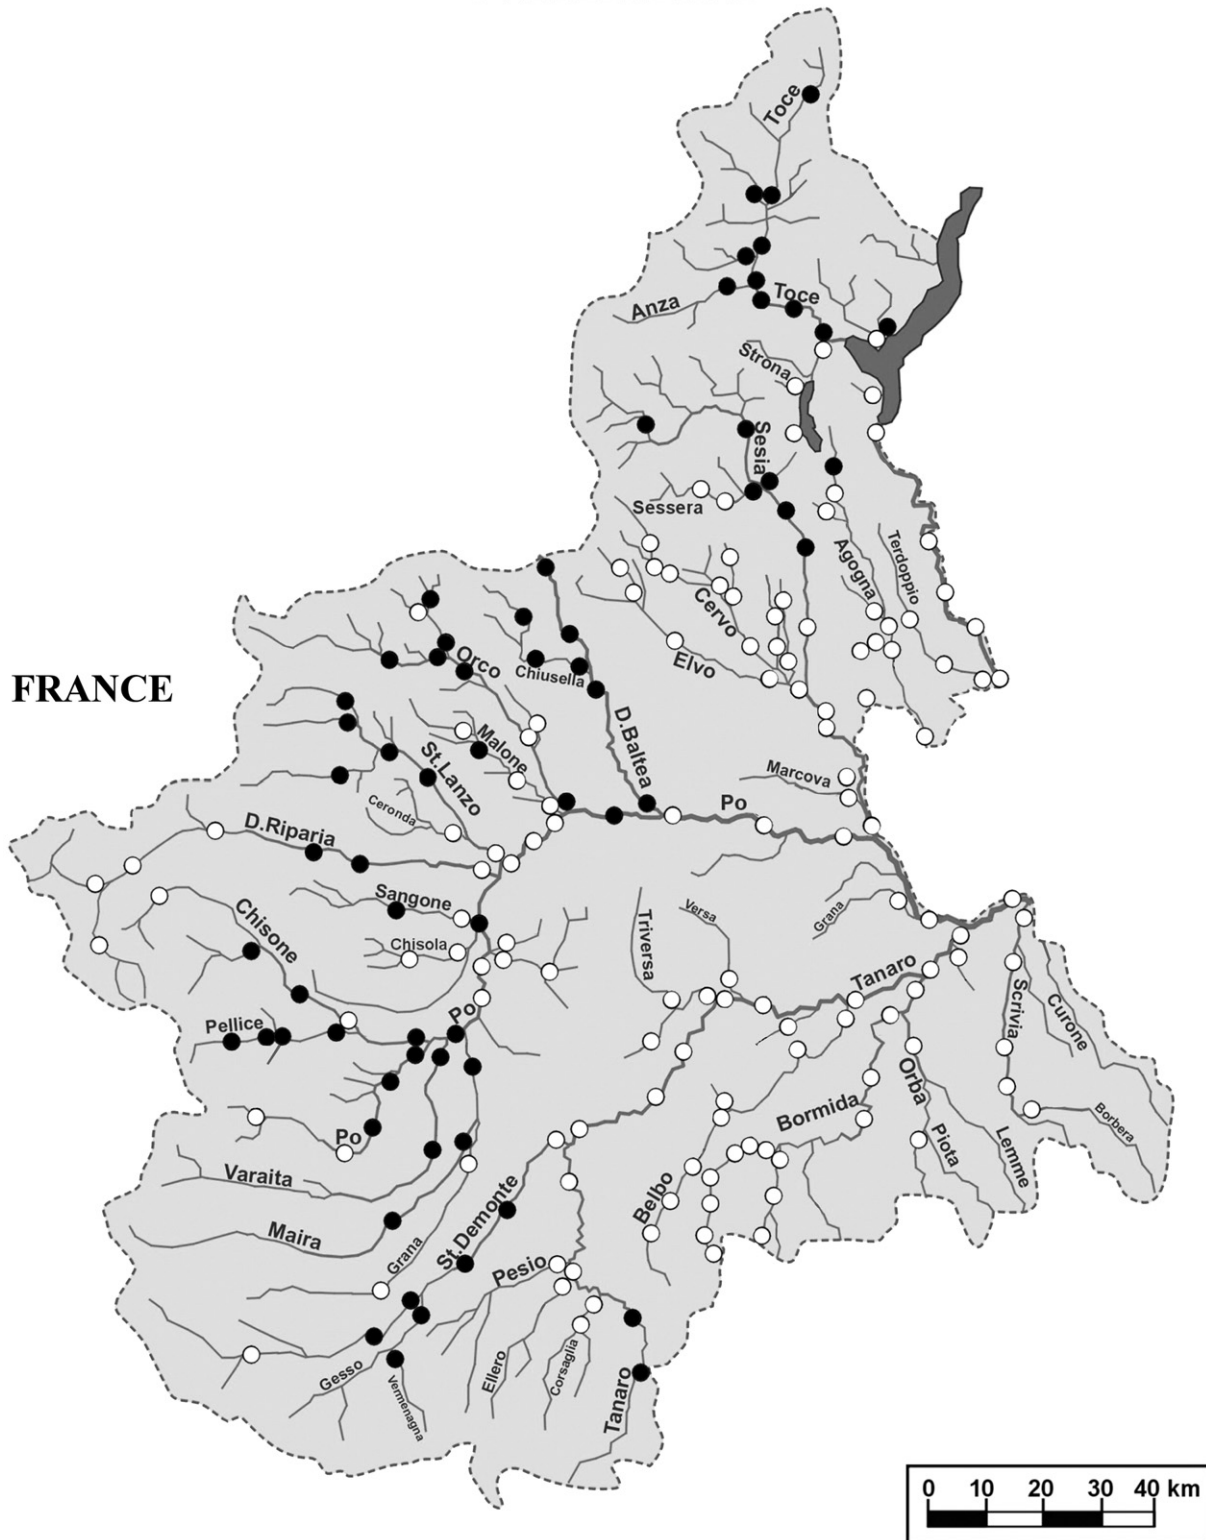 Toce
Toce
Anza
Strona
Sesia
Sessera
Agogna
Terdoppio
Cervo
Elvo
Orco
Chiusella
FRANCE
D.Baltea
Malone
St.Lanzo
Marcova
Ceronda
Po
D.Riparia
Sangone
Chisone
Chisola
Triversa
Versa
Grana
Tanaro
Scrivia
Curone
Po
Pellice
Orba
Bormida
Borbera
Po
Piota
Lemme
Varaita
Belbo
St.Demonte
Maira
Grana
Pesio
Gesso
Vermenagna
Ellero
Corsaglia
Tanaro
0 10 20 30 40 km